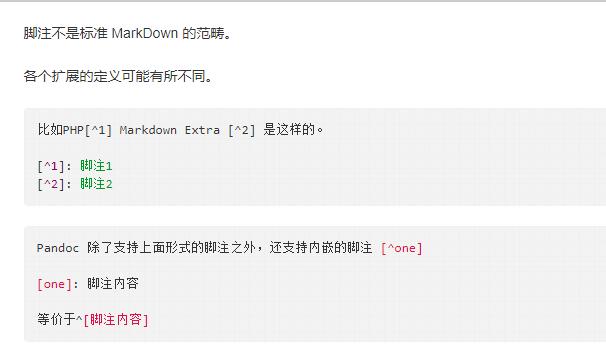 脚注不是标准 MarkDown 的范畴。
各个扩展的定义可能有所不同。
比如PHP[^1] Markdown Extra [^2] 是这样的。
[^1]: 脚注1
[^2]: 脚注2
Pandoc 除了支持上面形式的脚注之外，还支持内嵌的脚注 [^one]
[one]: 脚注内容
等价于^[脚注内容]